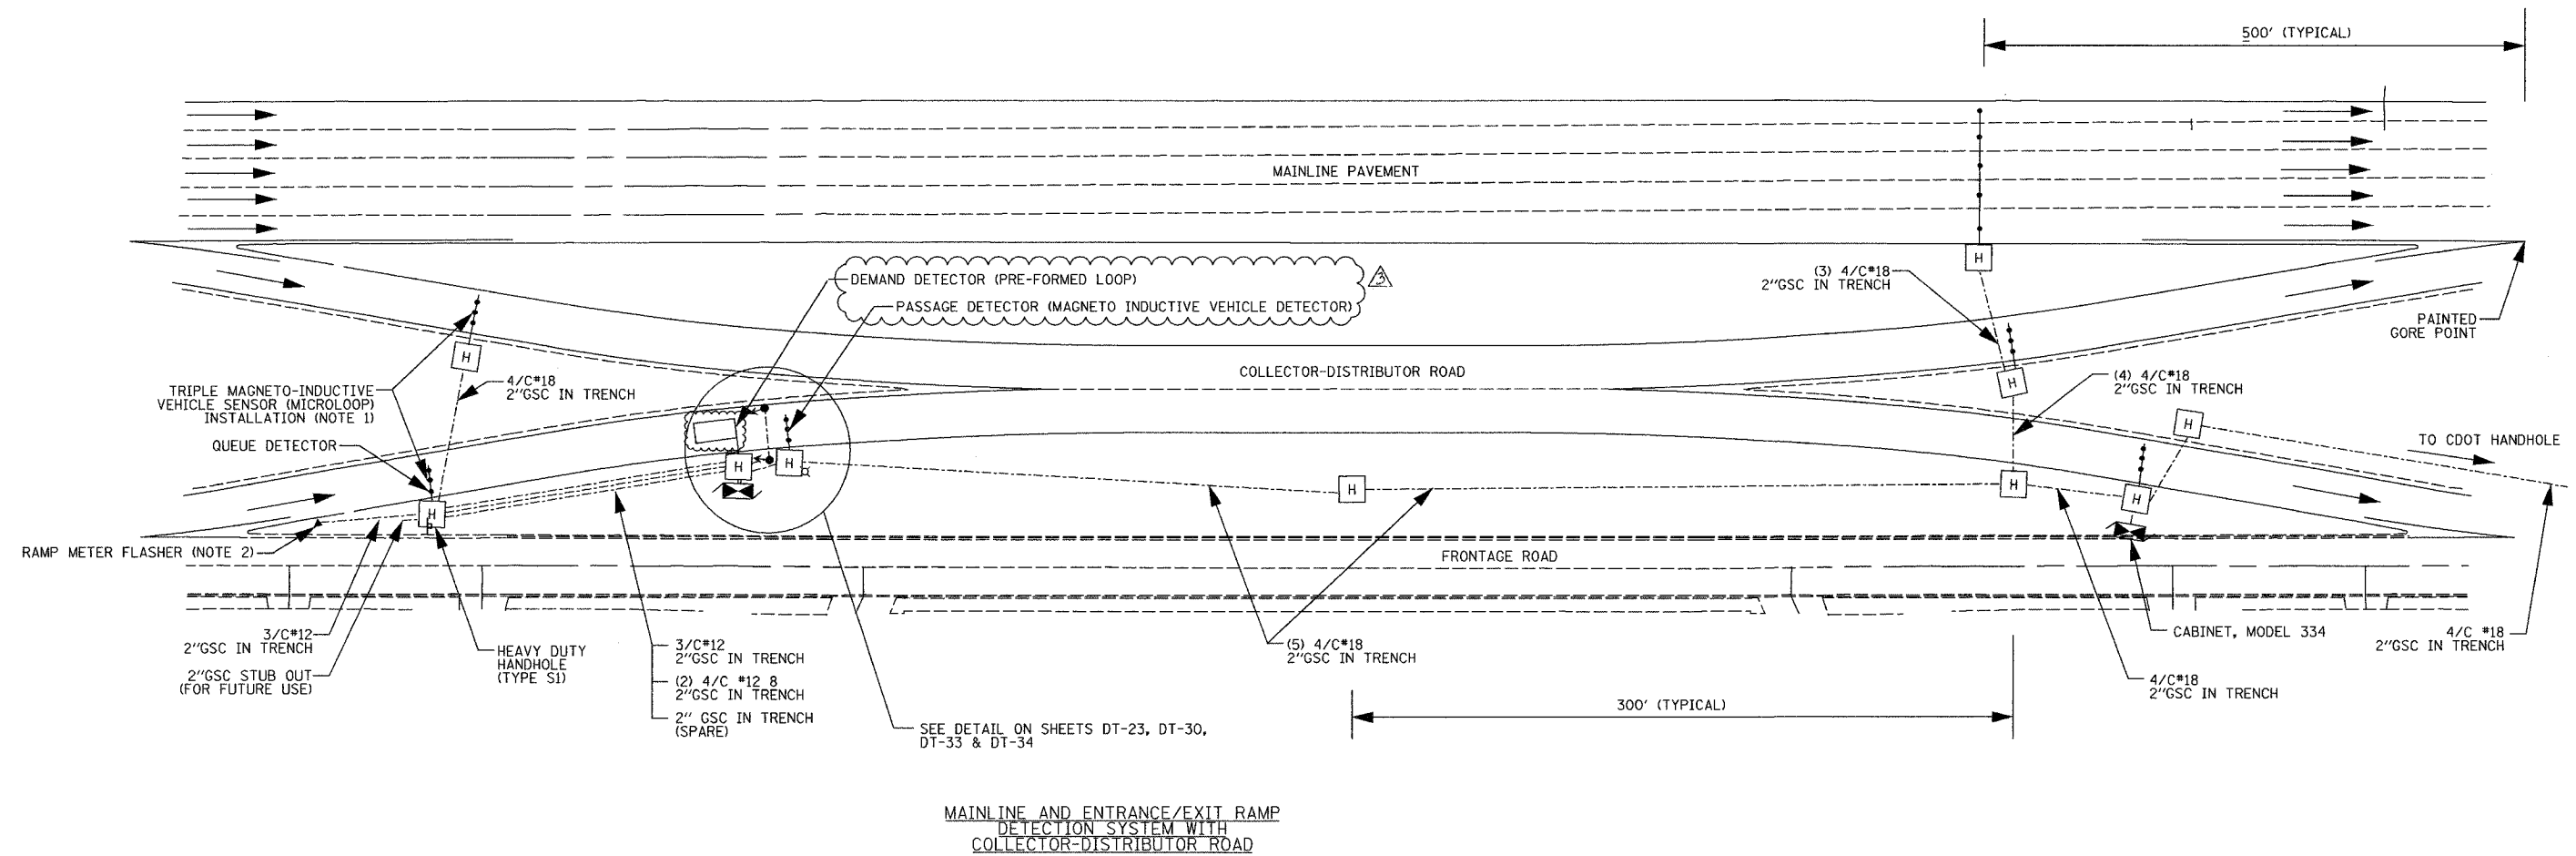 500' (TYPICAL)
MAINLINE PAVEMENT
DEMAND DETECTOR (PRE-FORMED LOOP)
3
PASSAGE DETECTOR (MAGNETO INDUCTIVE VEHICLE DETECTOR)
H
(3) 4/C#18
2"GSC IN TRENCH
PAINTED
GORE POINT
H
4/C#18
2"GSC IN TRENCH
COLLECTOR-DISTRIBUTOR ROAD
H
(4) 4/C#18
2"GSC IN TRENCH
TRIPLE MAGNETO-INDUCTIVE
VEHICLE SENSOR (MICROLOOP)
INSTALLATION (NOTE 1)
QUEUE DETECTOR
H
TO CDOT HANDHOLE
H
H
H
H
H
H
RAMP METER FLASHER (NOTE 2)
FRONTAGE ROAD
3/C#12
2"GSC IN TRENCH
2"GSC STUB OUT
(FOR FUTURE USE)
HEAVY DUTY
HANDHOLE
(TYPE S1)
3/C#12
2"GSC IN TRENCH
(2) 4/C #12 8
2"GSC IN TRENCH
2" GSC IN TRENCH
(SPARE)
(5) 4/C#18
2"GSC IN TRENCH
CABINET, MODEL 334
4/C #18
2"GSC IN TRENCH
4/C#18
2"GSC IN TRENCH
300' (TYPICAL)
SEE DETAIL ON SHEETS DT-23, DT-30,
DT-33 & DT-34
MAINLINE AND ENTRANCE/EXIT RAMP
DETECTION SYSTEM WITH
COLLECTOR-DISTRIBUTOR ROAD